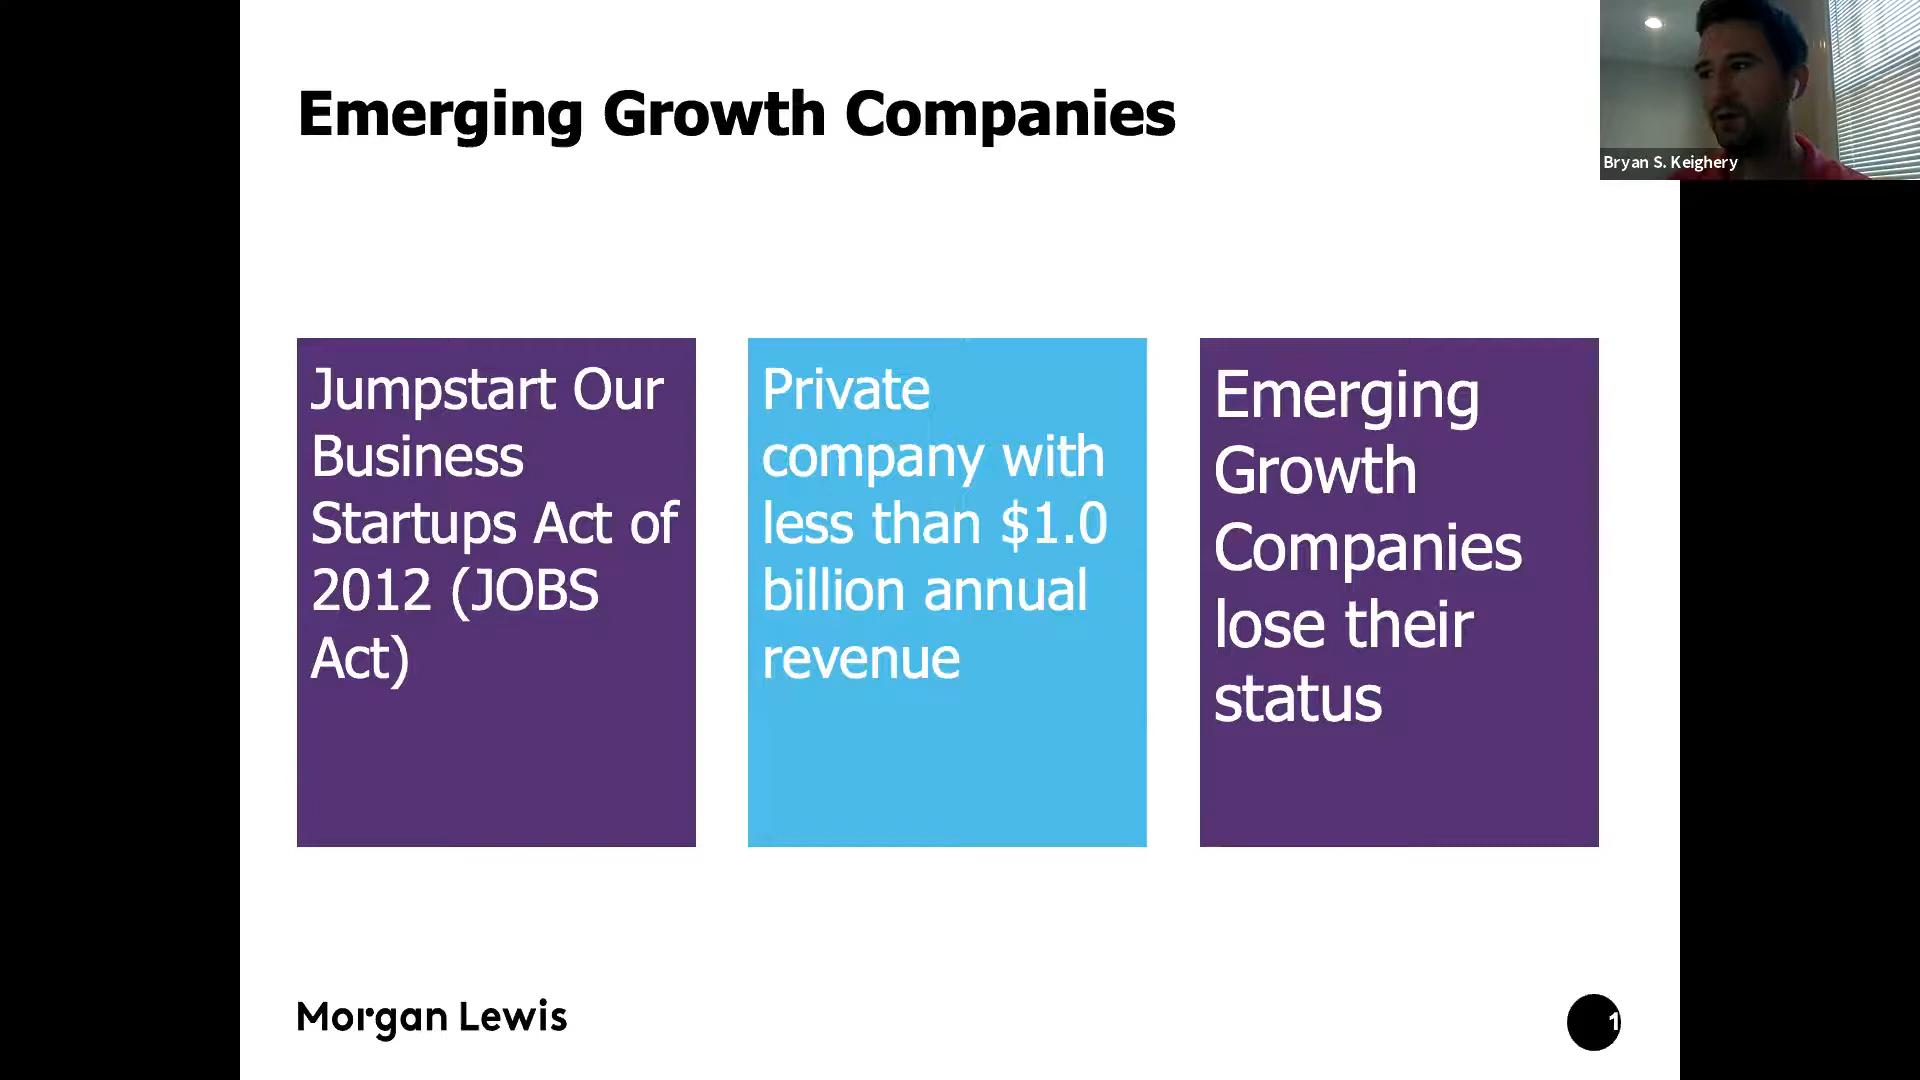 Emerging Growth Companies
Bryan S. Keighery
Jumpstart Our
Business
Startups Act of
2012 (JOBS
Act)
Private
company with
less than $1.0
billion annual
revenue
Emerging
Growth
Companies
lose their
status
Morgan Lewis
1